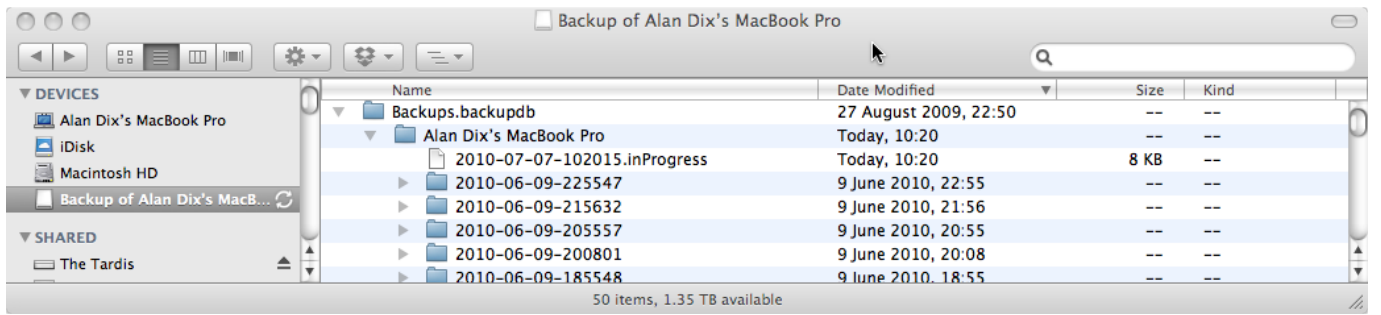 Backup of Alan Dix's MacBook Pro
DEVICES
Alan Dix's MacBook Pro
iDisk
Macintosh HD
Backup of Alan Dix's MacB...
SHARED
The Tardis
Name Date Modified Size Kind
Backups.backupdb 27 August 2009, 22:50 -- --
Alan Dix's MacBook Pro Today, 10:20 -- --
2010-07-07-102015.inProgress Today, 10:20 8 KB --
2010-06-09-225547 9 June 2010, 22:55 -- --
2010-06-09-215632 9 June 2010, 21:56 -- --
2010-06-09-205557 9 June 2010, 20:55 -- --
2010-06-09-200801 9 June 2010, 20:08 -- --
2010-06-09-185548 9 June 2010, 18:55 -- --
50 items, 1.35 TB available